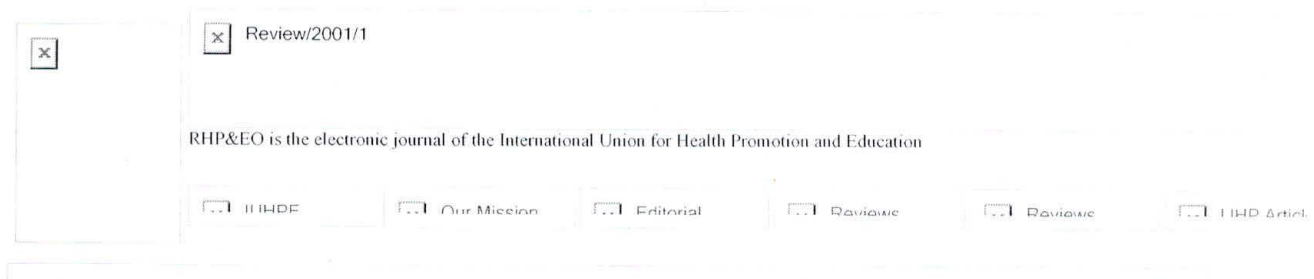 Review/2001/1
RHP&EO is the electronic journal of the International Union for Health Promotion and Education
IUHPE Our Mission Editorial Reviews Reviews